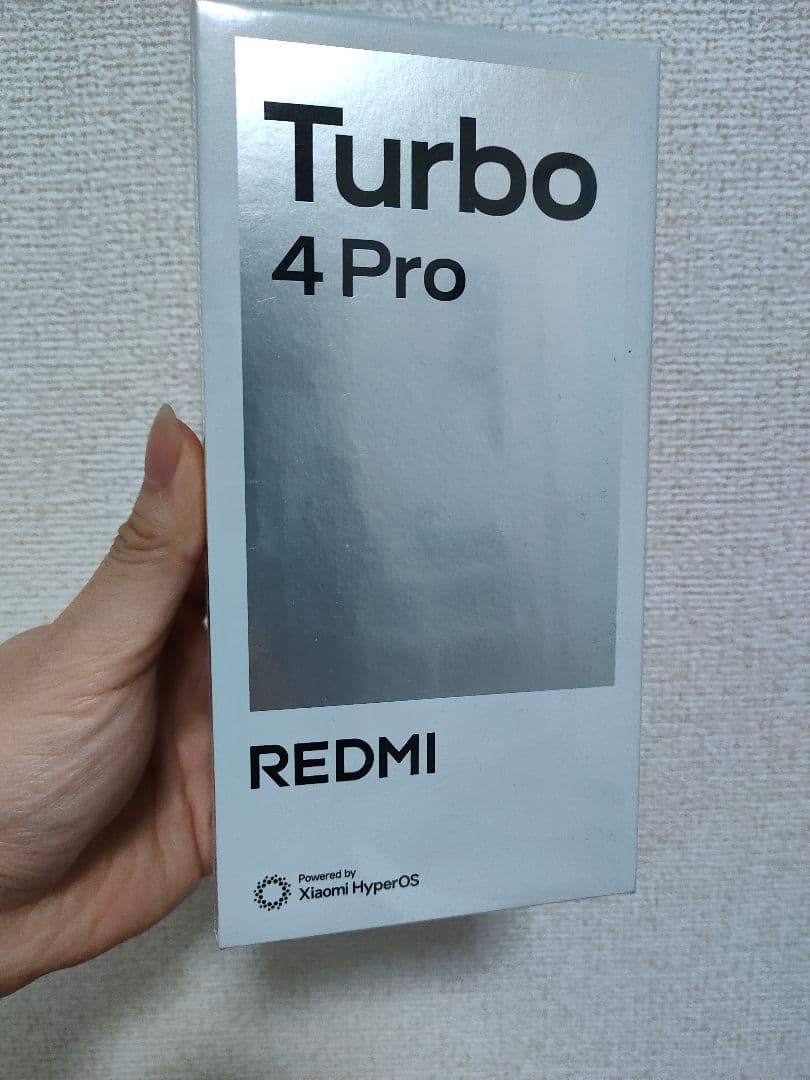 Turbo
4 Pro
REDMI
Powered by
Xiaomi HyperOS